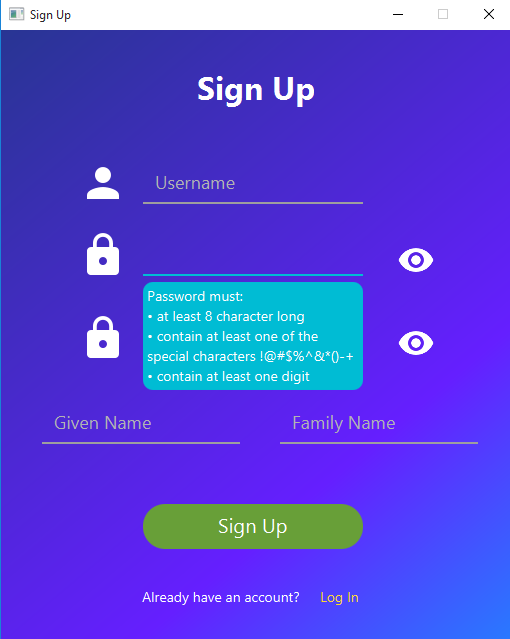 Sign Up
Sign Up
Username
Password must:
• at least 8 character long
• contain at least one of the
special characters !@#$%^&*()-+
• contain at least one digit
Given Name
Family Name
Sign Up
Already have an account? Log In